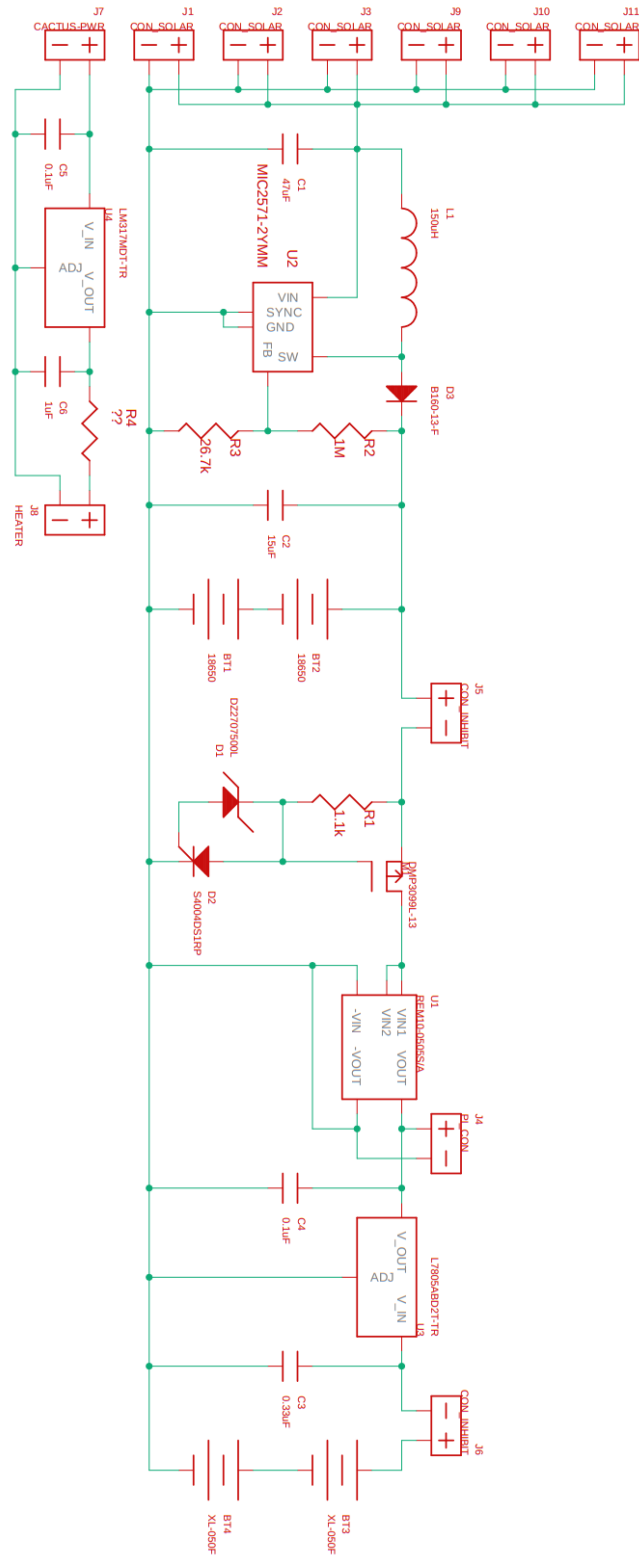 J7
CACTUS-PWR
J1
CON_SOLAR
J2
CON_SOLAR
J3
CON_SOLAR
J9
CON_SOLAR
J10
CON_SOLAR
J11
CON_SOLAR
C5
0.1uF
LM317MDT-TR
U4
V_IN
ADJ
V_OUT
C6
1uF
R4
??
J8
HEATER
C1
47uF
L1
150uH
MIC2571-2YMM
U2
VIN
SYNC
GND
FB
SW
D3
B160-13-F
R3
26.7k
R2
1M
C2
15uF
BT1
18650
BT2
18650
J5
CON_INHIBIT
DZ2707500L
D1
R1
1.1k
D2
S4004DS1RP
DMP3099L-13
M1
U1
REM10-0505S/A
-VIN
VIN2
VIN1
-VOUT
VOUT
J4
PI_CON
C4
0.1uF
L7805ABD2T-TR
U3
V_OUT
ADJ
V_IN
C3
0.33uF
CON_INHIBIT
J6
BT4
XL-050F
BT3
XL-050F